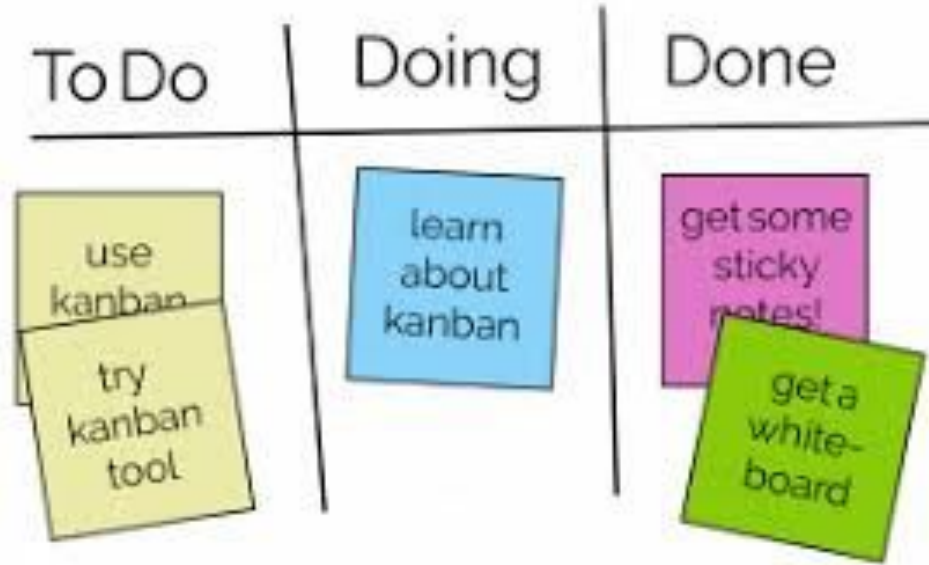 To Do
Doing
Done
use
kanban
try
kanban
tool
learn
about
kanban
get some
sticky
notes!
get a
white-
board